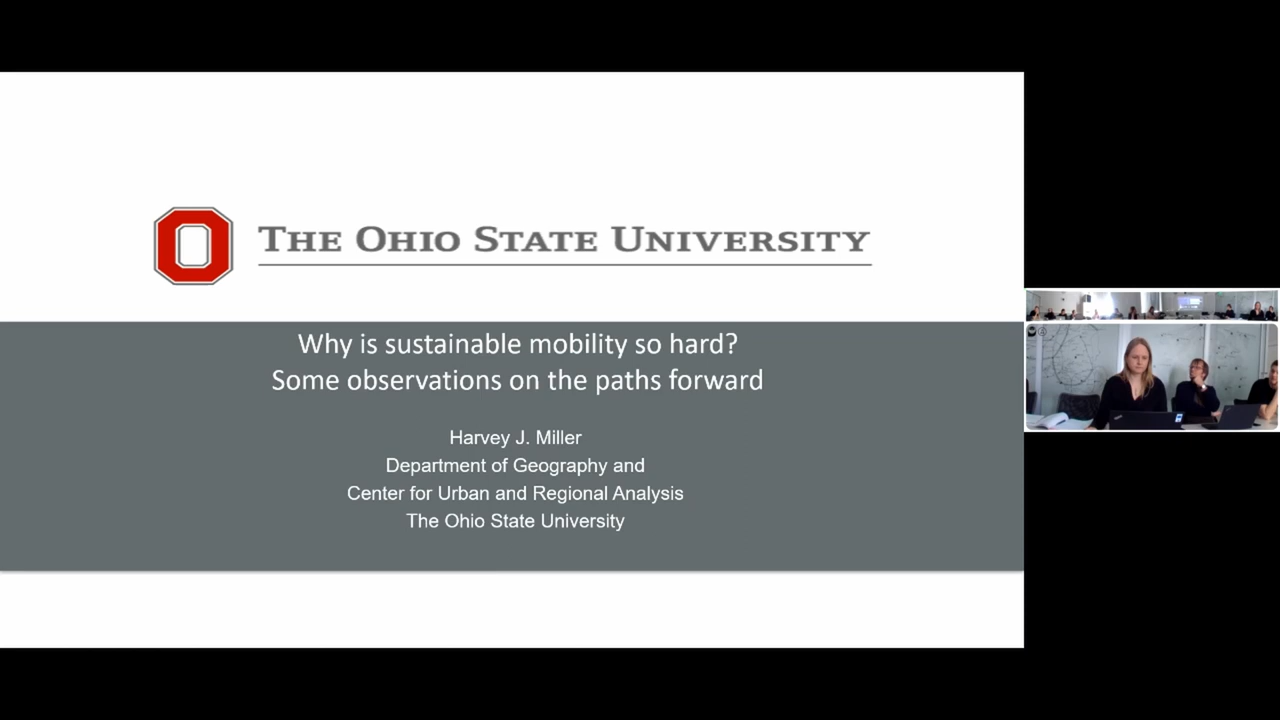 THE OHIO STATE UNIVERSITY
Why is sustainable mobility so hard?
Some observations on the paths forward
Harvey J. Miller
Department of Geography and
Center for Urban and Regional Analysis
The Ohio State University